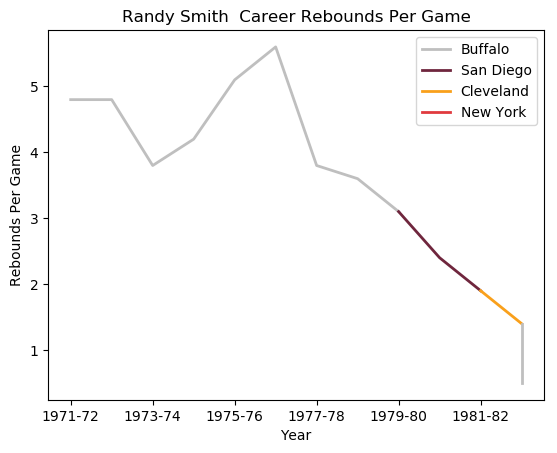 Randy Smith  Career Rebounds Per Game
Buffalo
San Diego
Cleveland
New York
Rebounds Per Game
5
4
3
2
1
1971-72 1973-74 1975-76 1977-78 1979-80 1981-82
Year